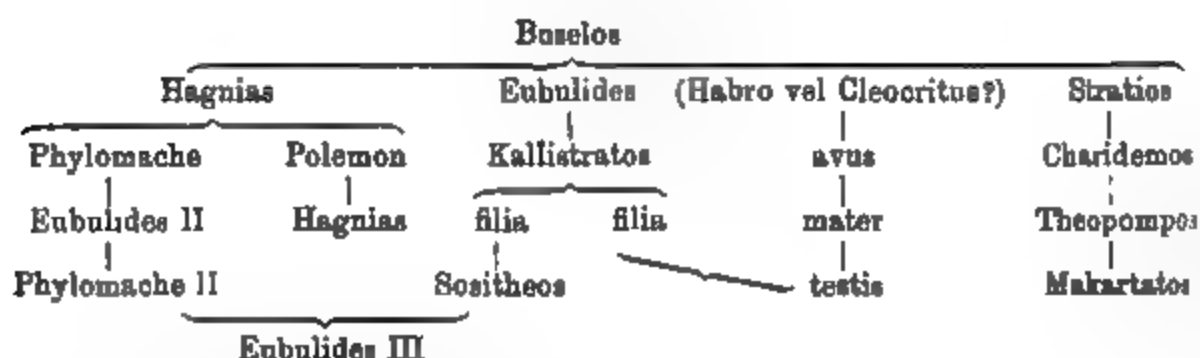 Buselos
Hagnias Eubulides (Habro vel Cleocritus?) Stratios
Phylomache Polemon Kallistratos avus Charidemos
Eubulides II Hagnias filia filia mater Theopompos
Phylomache II Sositheos testis Makartatos
Eubulides III